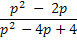 p² − 2p
p² − 4p + 4